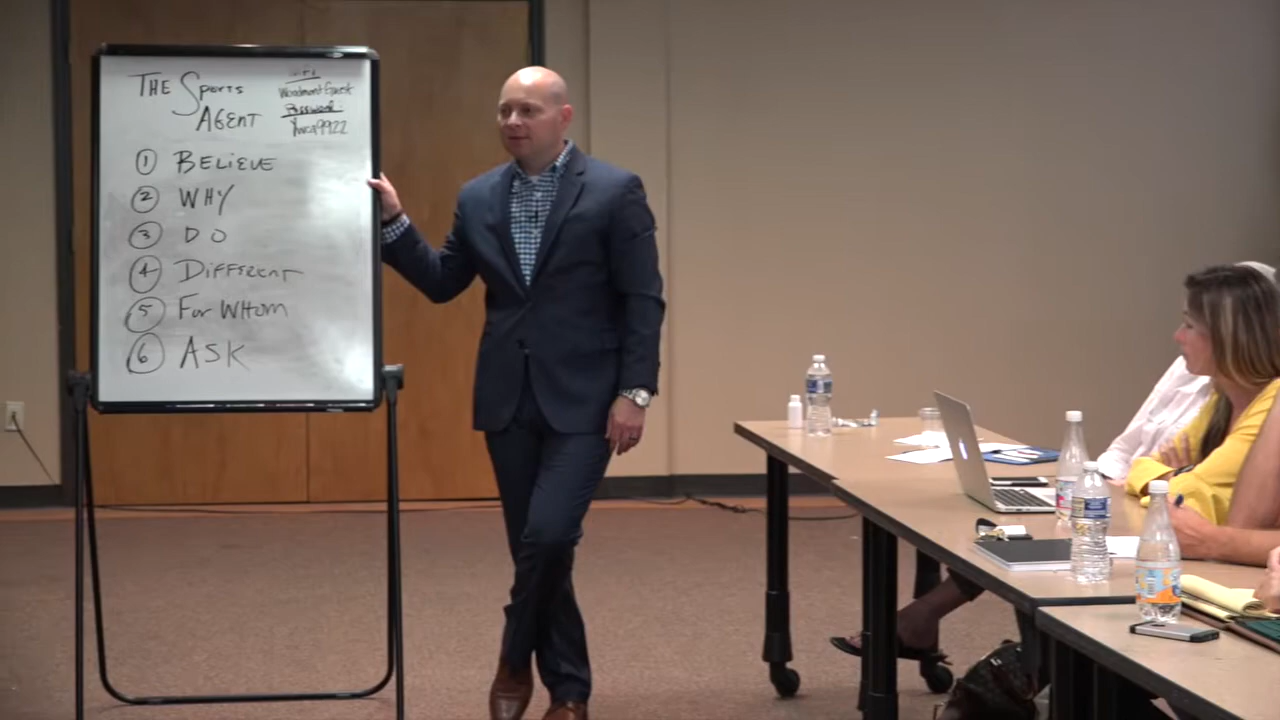 THE Sports
AGENT
WiFi
Woodmont Guest
Password:
① BELIEVE
② WHY
③ DO
④ DIFFERENT
⑤ For WHom
⑥ ASK